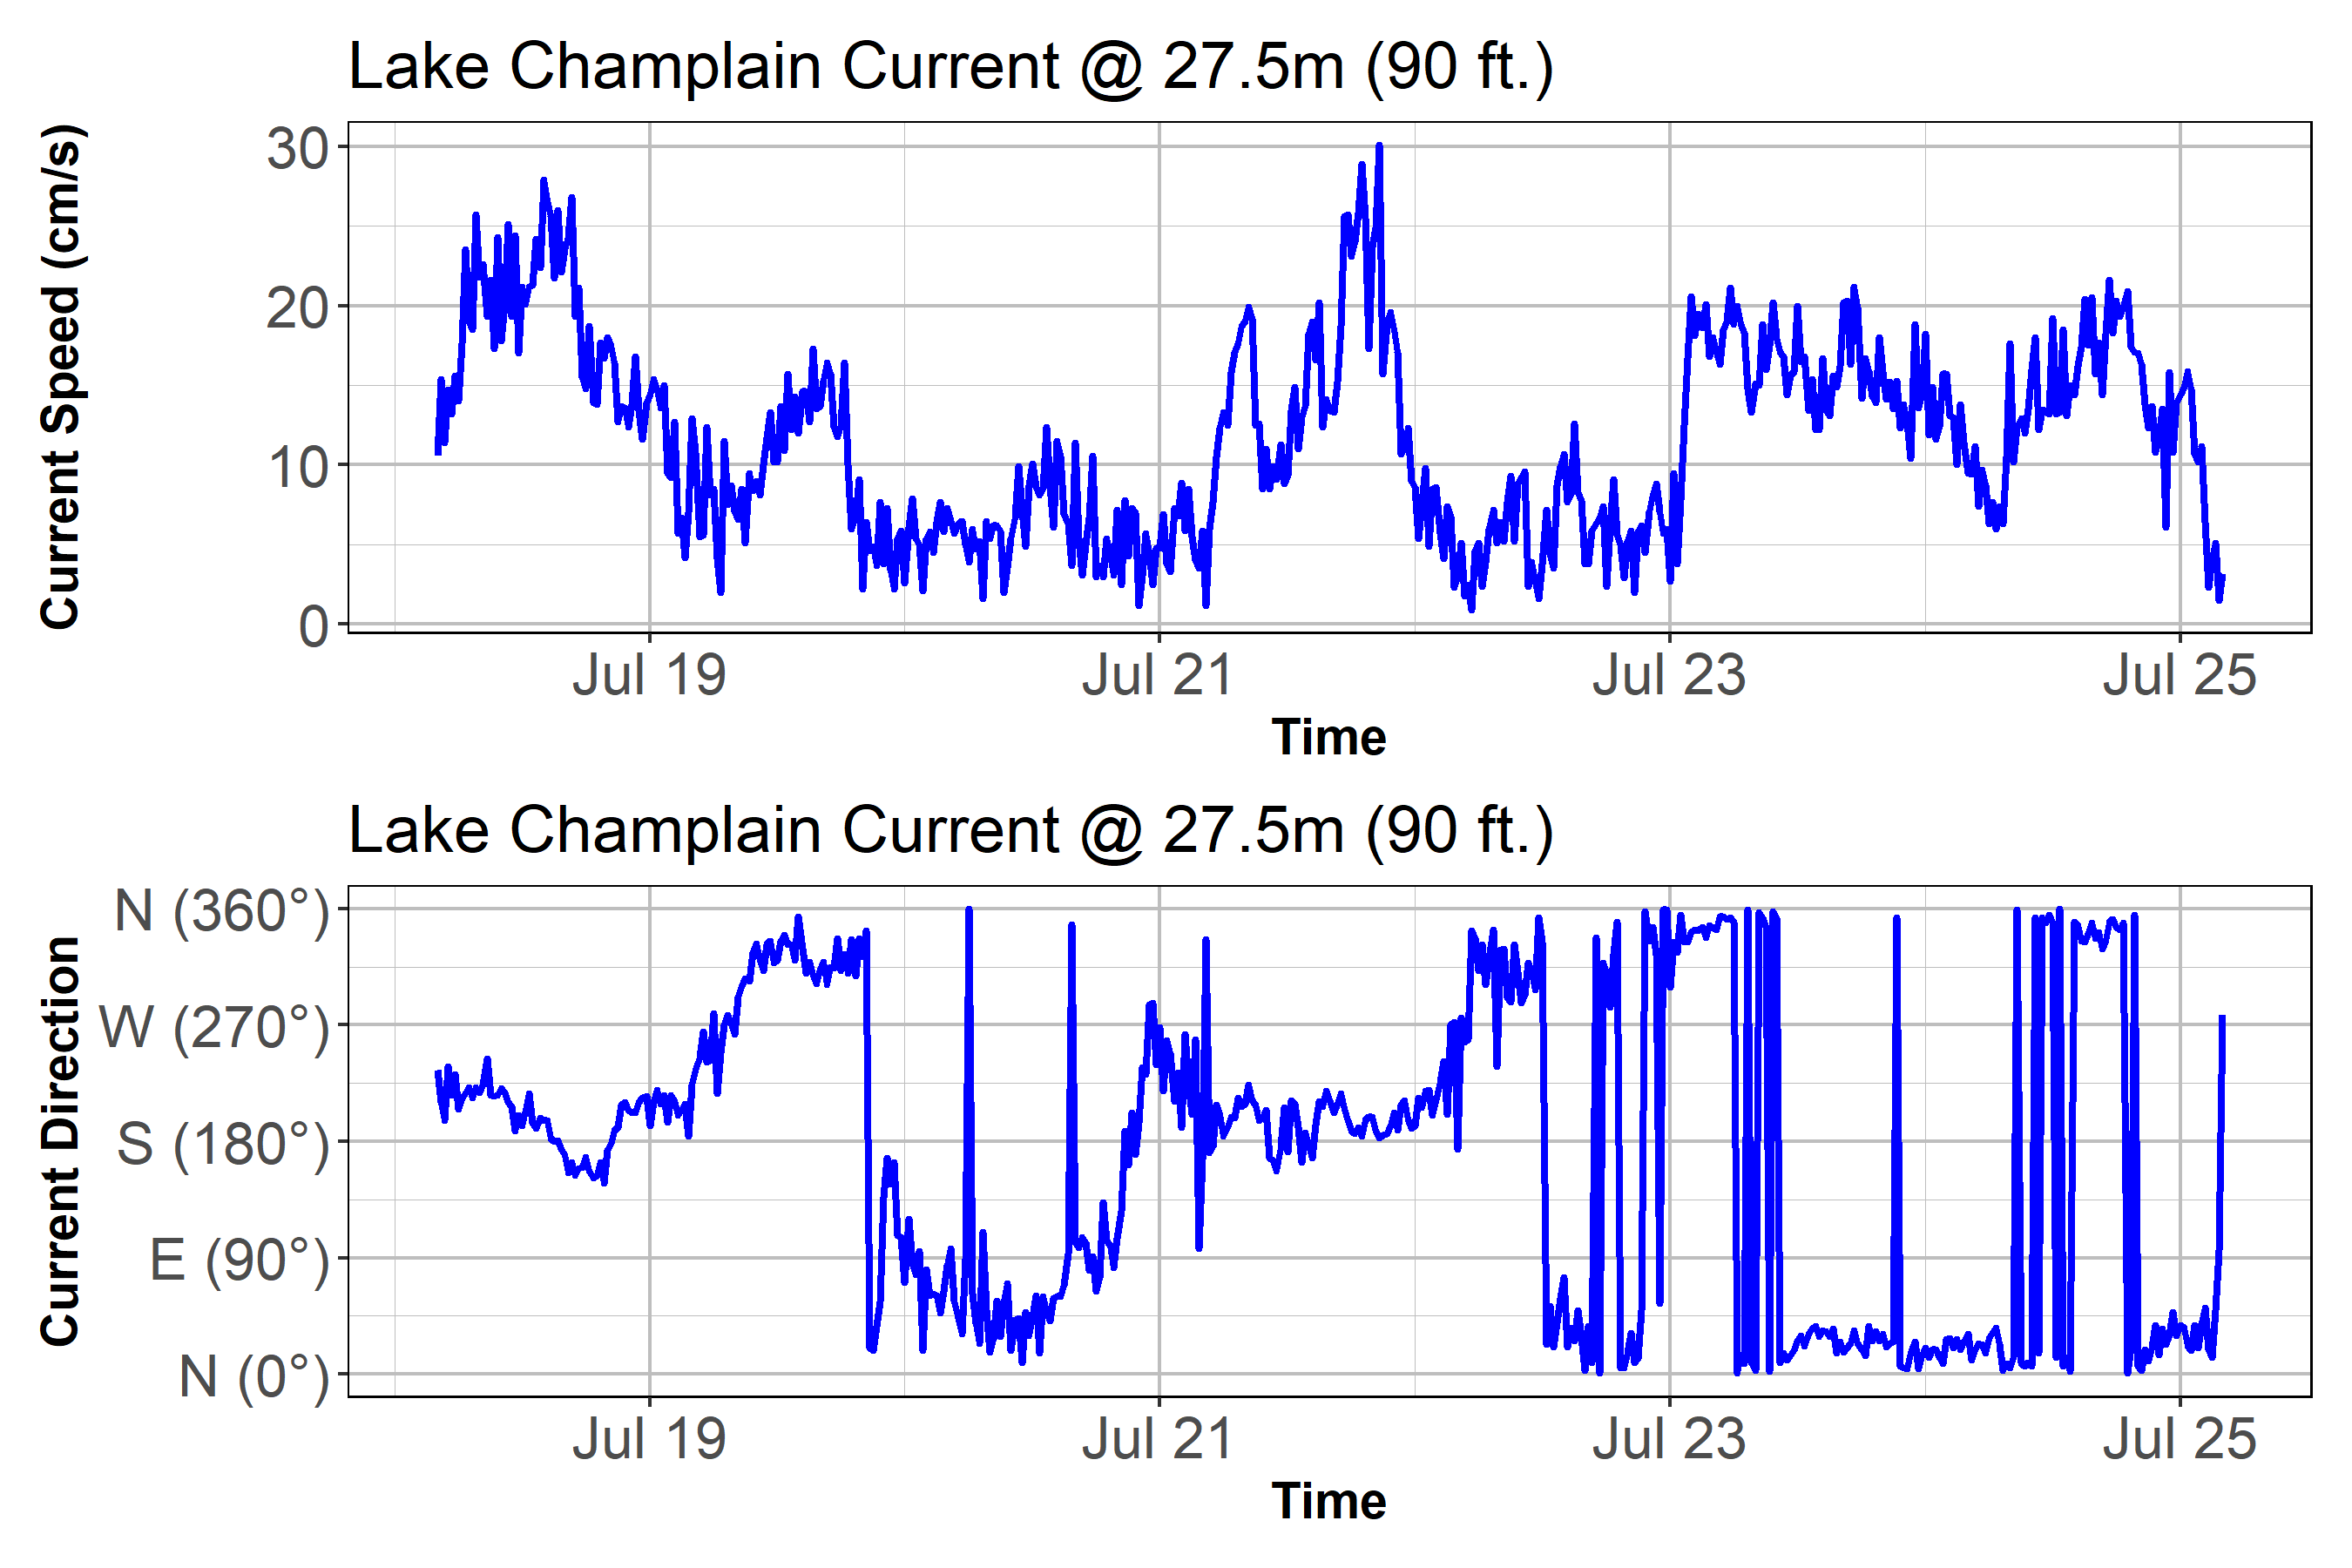 Lake Champlain Current @ 27.5m (90 ft.)
Current Speed (cm/s)
30
20
10
0
Jul 19 Jul 21 Jul 23 Jul 25
Time
Lake Champlain Current @ 27.5m (90 ft.)
Current Direction
N (360°)
W (270°)
S (180°)
E (90°)
N (0°)
Jul 19 Jul 21 Jul 23 Jul 25
Time